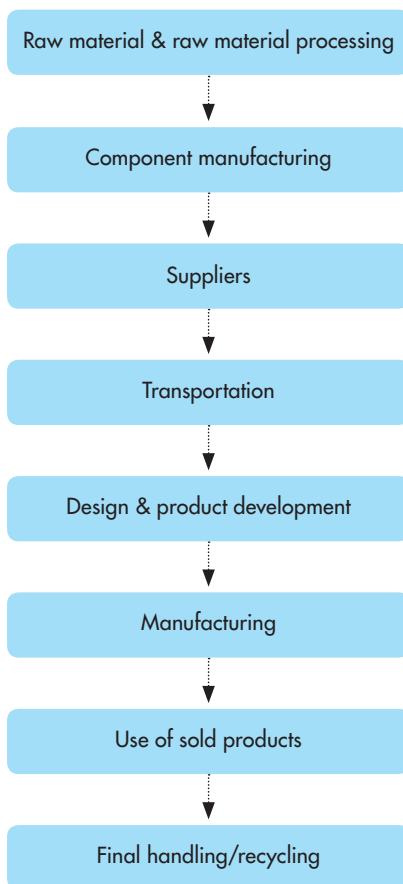 Raw material & raw material processing
Component manufacturing
Suppliers
Transportation
Design & product development
Manufacturing
Use of sold products
Final handling/recycling